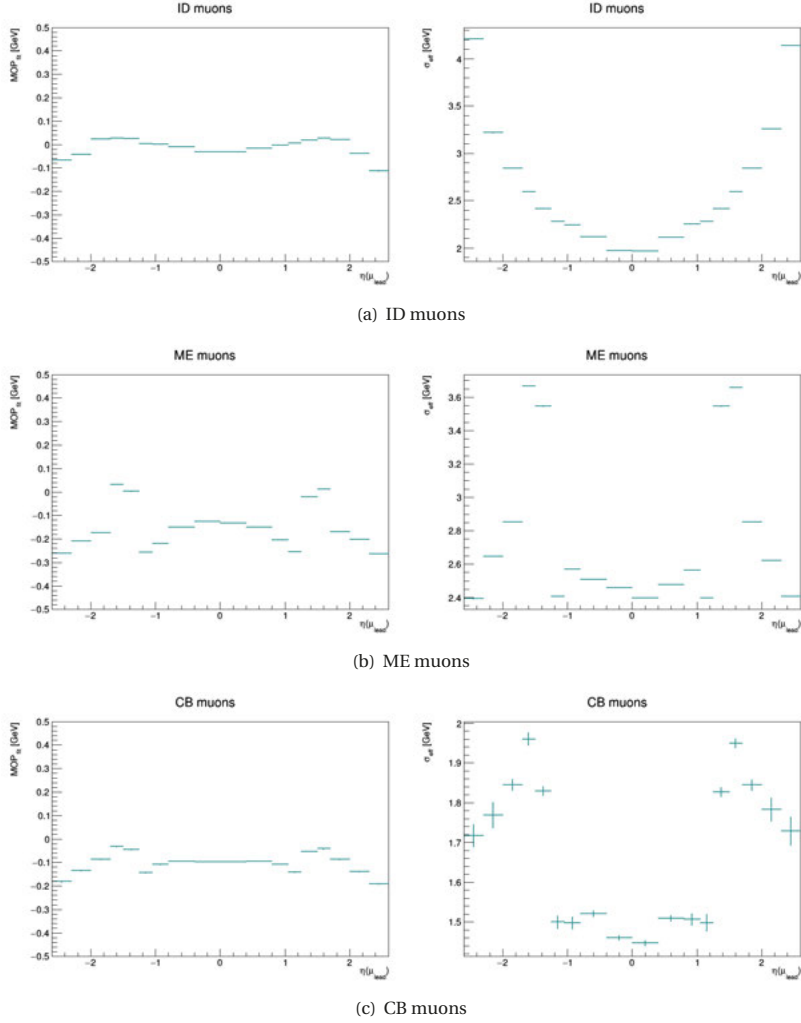 ID muons
MOP_fit [GeV]
0.5
0.4
0.3
0.2
0.1
0
−0.1
−0.2
−0.3
−0.4
−0.5
−2 −1 0 1 2
η(μ_lead)
ID muons
σ_eff [GeV]
4
3.5
3
2.5
2
−2 −1 0 1 2
η(μ_lead)
(a) ID muons
ME muons
MOP_fit [GeV]
0.5
0.4
0.3
0.2
0.1
0
−0.1
−0.2
−0.3
−0.4
−0.5
−2 −1 0 1 2
η(μ_lead)
ME muons
σ_eff [GeV]
3.6
3.4
3.2
3
2.8
2.6
2.4
−2 −1 0 1 2
η(μ_lead)
(b) ME muons
CB muons
MOP_fit [GeV]
0.5
0.4
0.3
0.2
0.1
0
−0.1
−0.2
−0.3
−0.4
−0.5
−2 −1 0 1 2
η(μ_lead)
CB muons
σ_eff [GeV]
2
1.9
1.8
1.7
1.6
1.5
−2 −1 0 1 2
η(μ_lead)
(c) CB muons